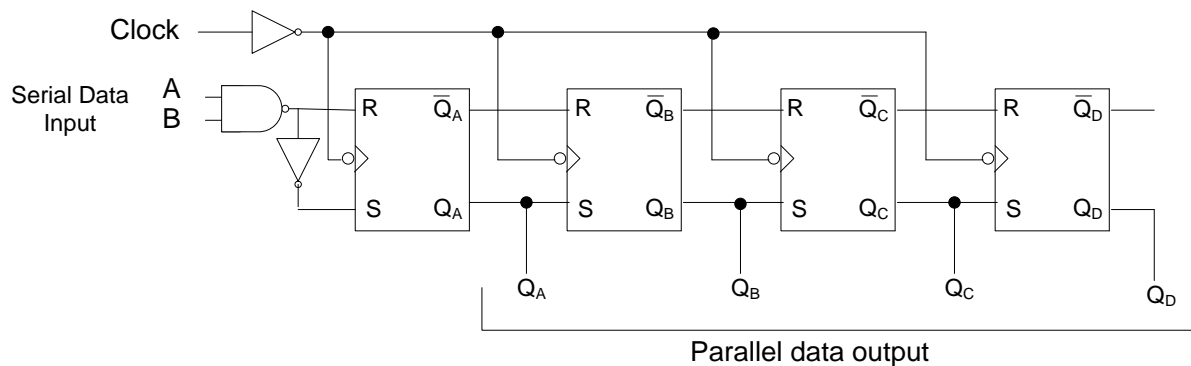 Clock
Serial Data
Input
A
B
R Q̅A R Q̅B R Q̅C R Q̅D
S QA S QB S QC S QD
QA QB QC QD
Parallel data output